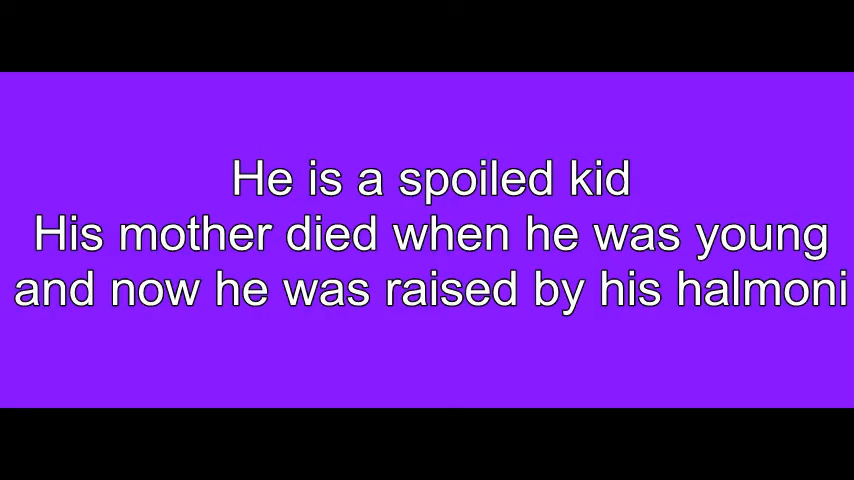 He is a spoiled kid
His mother died when he was young
and now he was raised by his halmoni